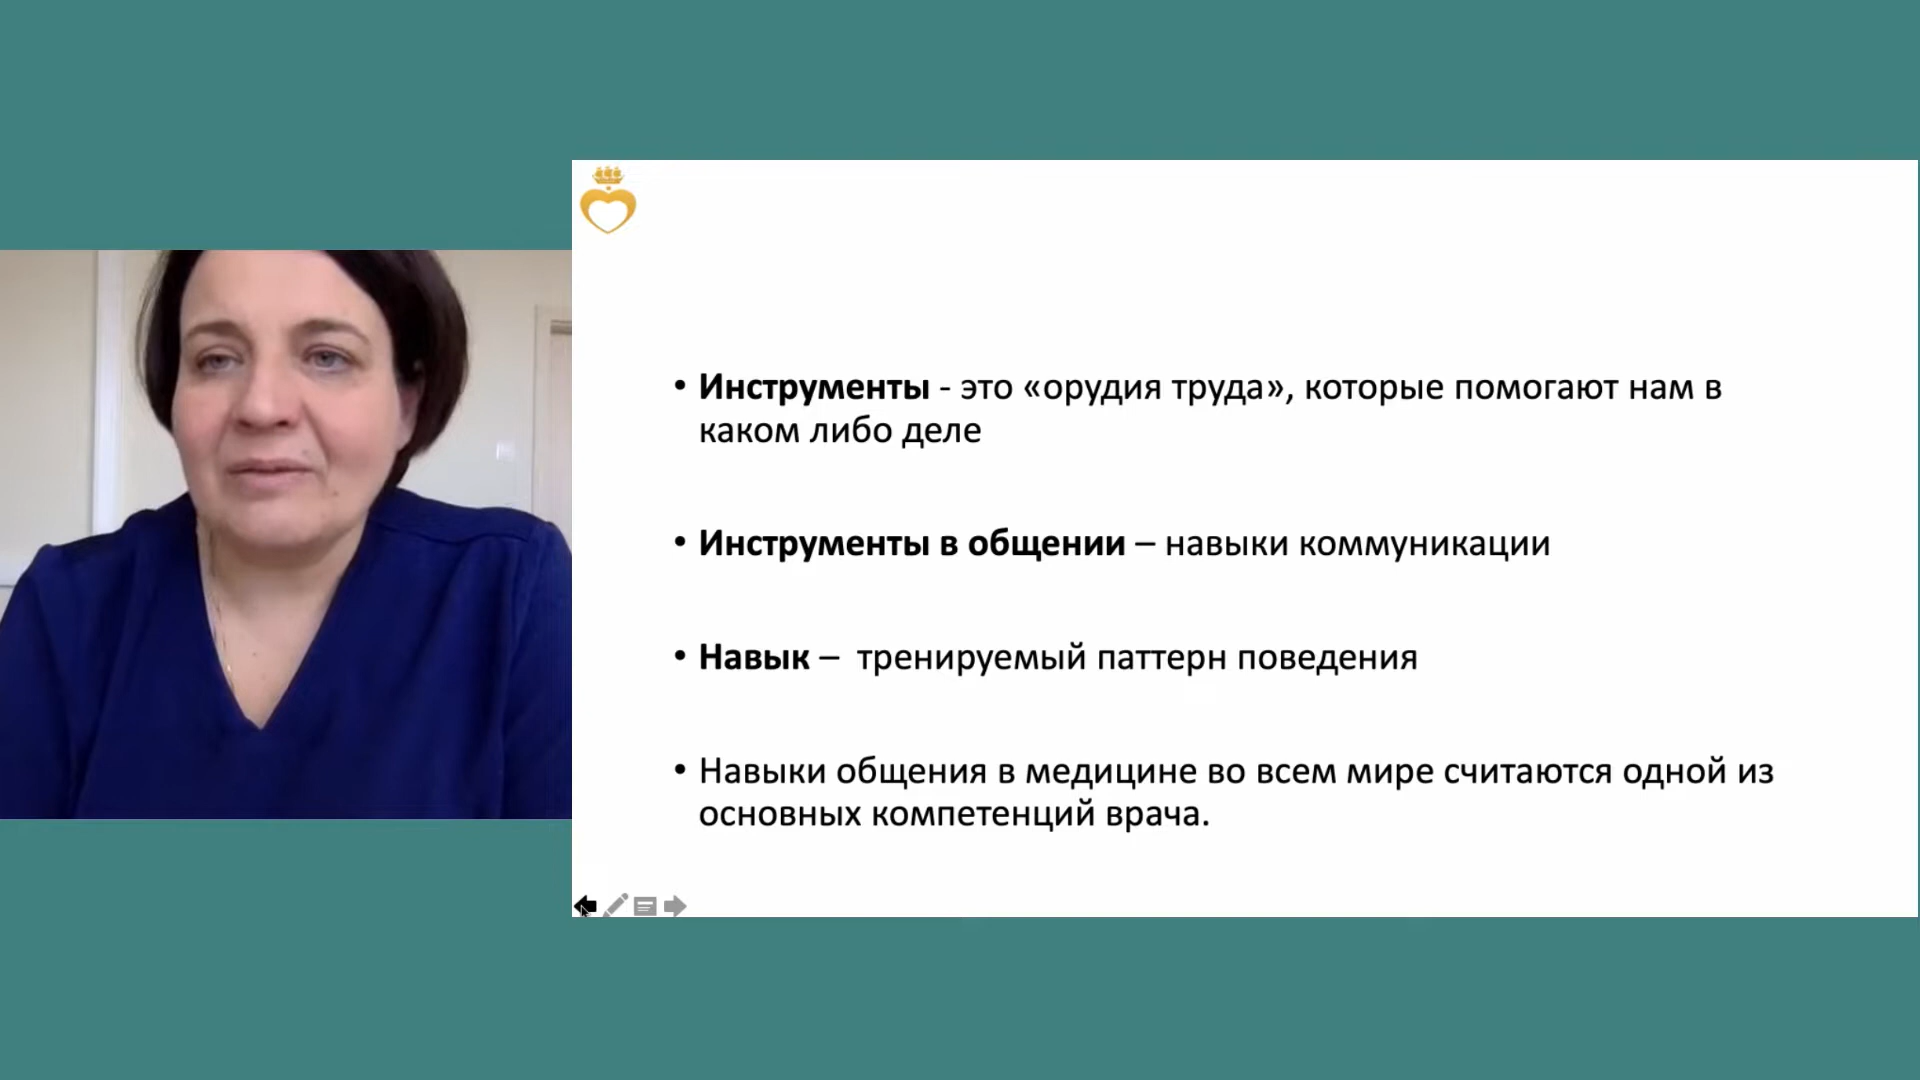 • Инструменты - это «орудия труда», которые помогают нам в
каком либо деле
• Инструменты в общении – навыки коммуникации
• Навык – тренируемый паттерн поведения
• Навыки общения в медицине во всем мире считаются одной из
основных компетенций врача.